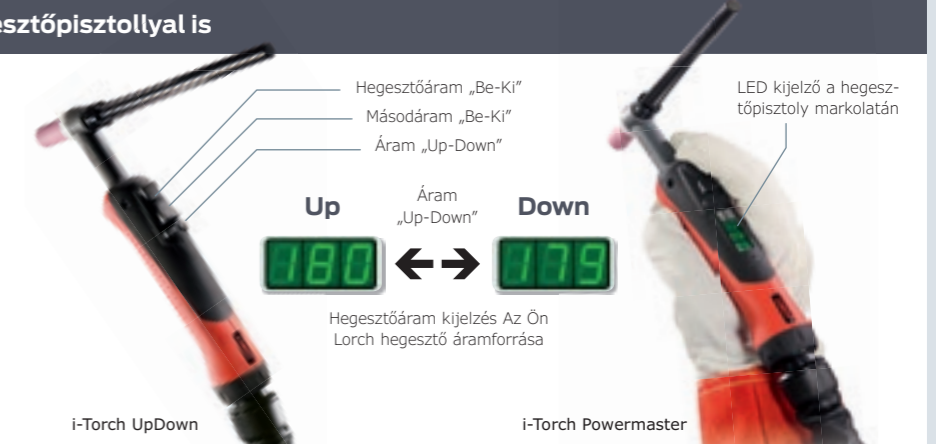 esztőpisztollyal is
Hegesztőáram „Be-Ki”
Másodáram „Be-Ki”
Áram „Up-Down”
LED kijelző a hegesz-
tőpisztoly markolatán
Up
Áram
„Up-Down”
Down
180
179
Hegesztőáram kijelzés Az Ön
Lorch hegesztő áramforrása
i-Torch UpDown
i-Torch Powermaster